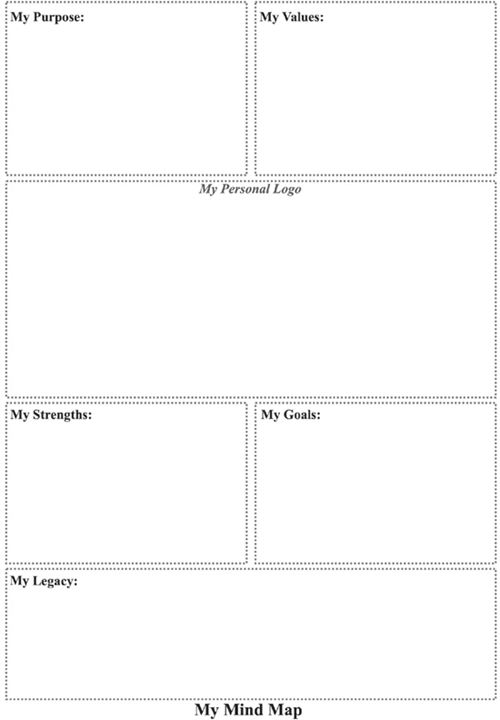 My Purpose:
My Values:
My Personal Logo
My Strengths:
My Goals:
My Legacy:
My Mind Map